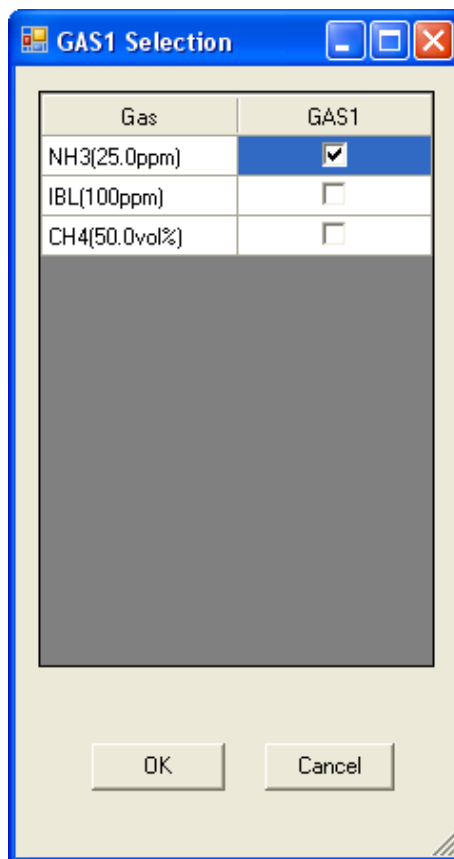 GAS1 Selection
Gas GAS1
NH3(25.0ppm)
IBL(100ppm)
CH4(50.0vol%)
OK Cancel